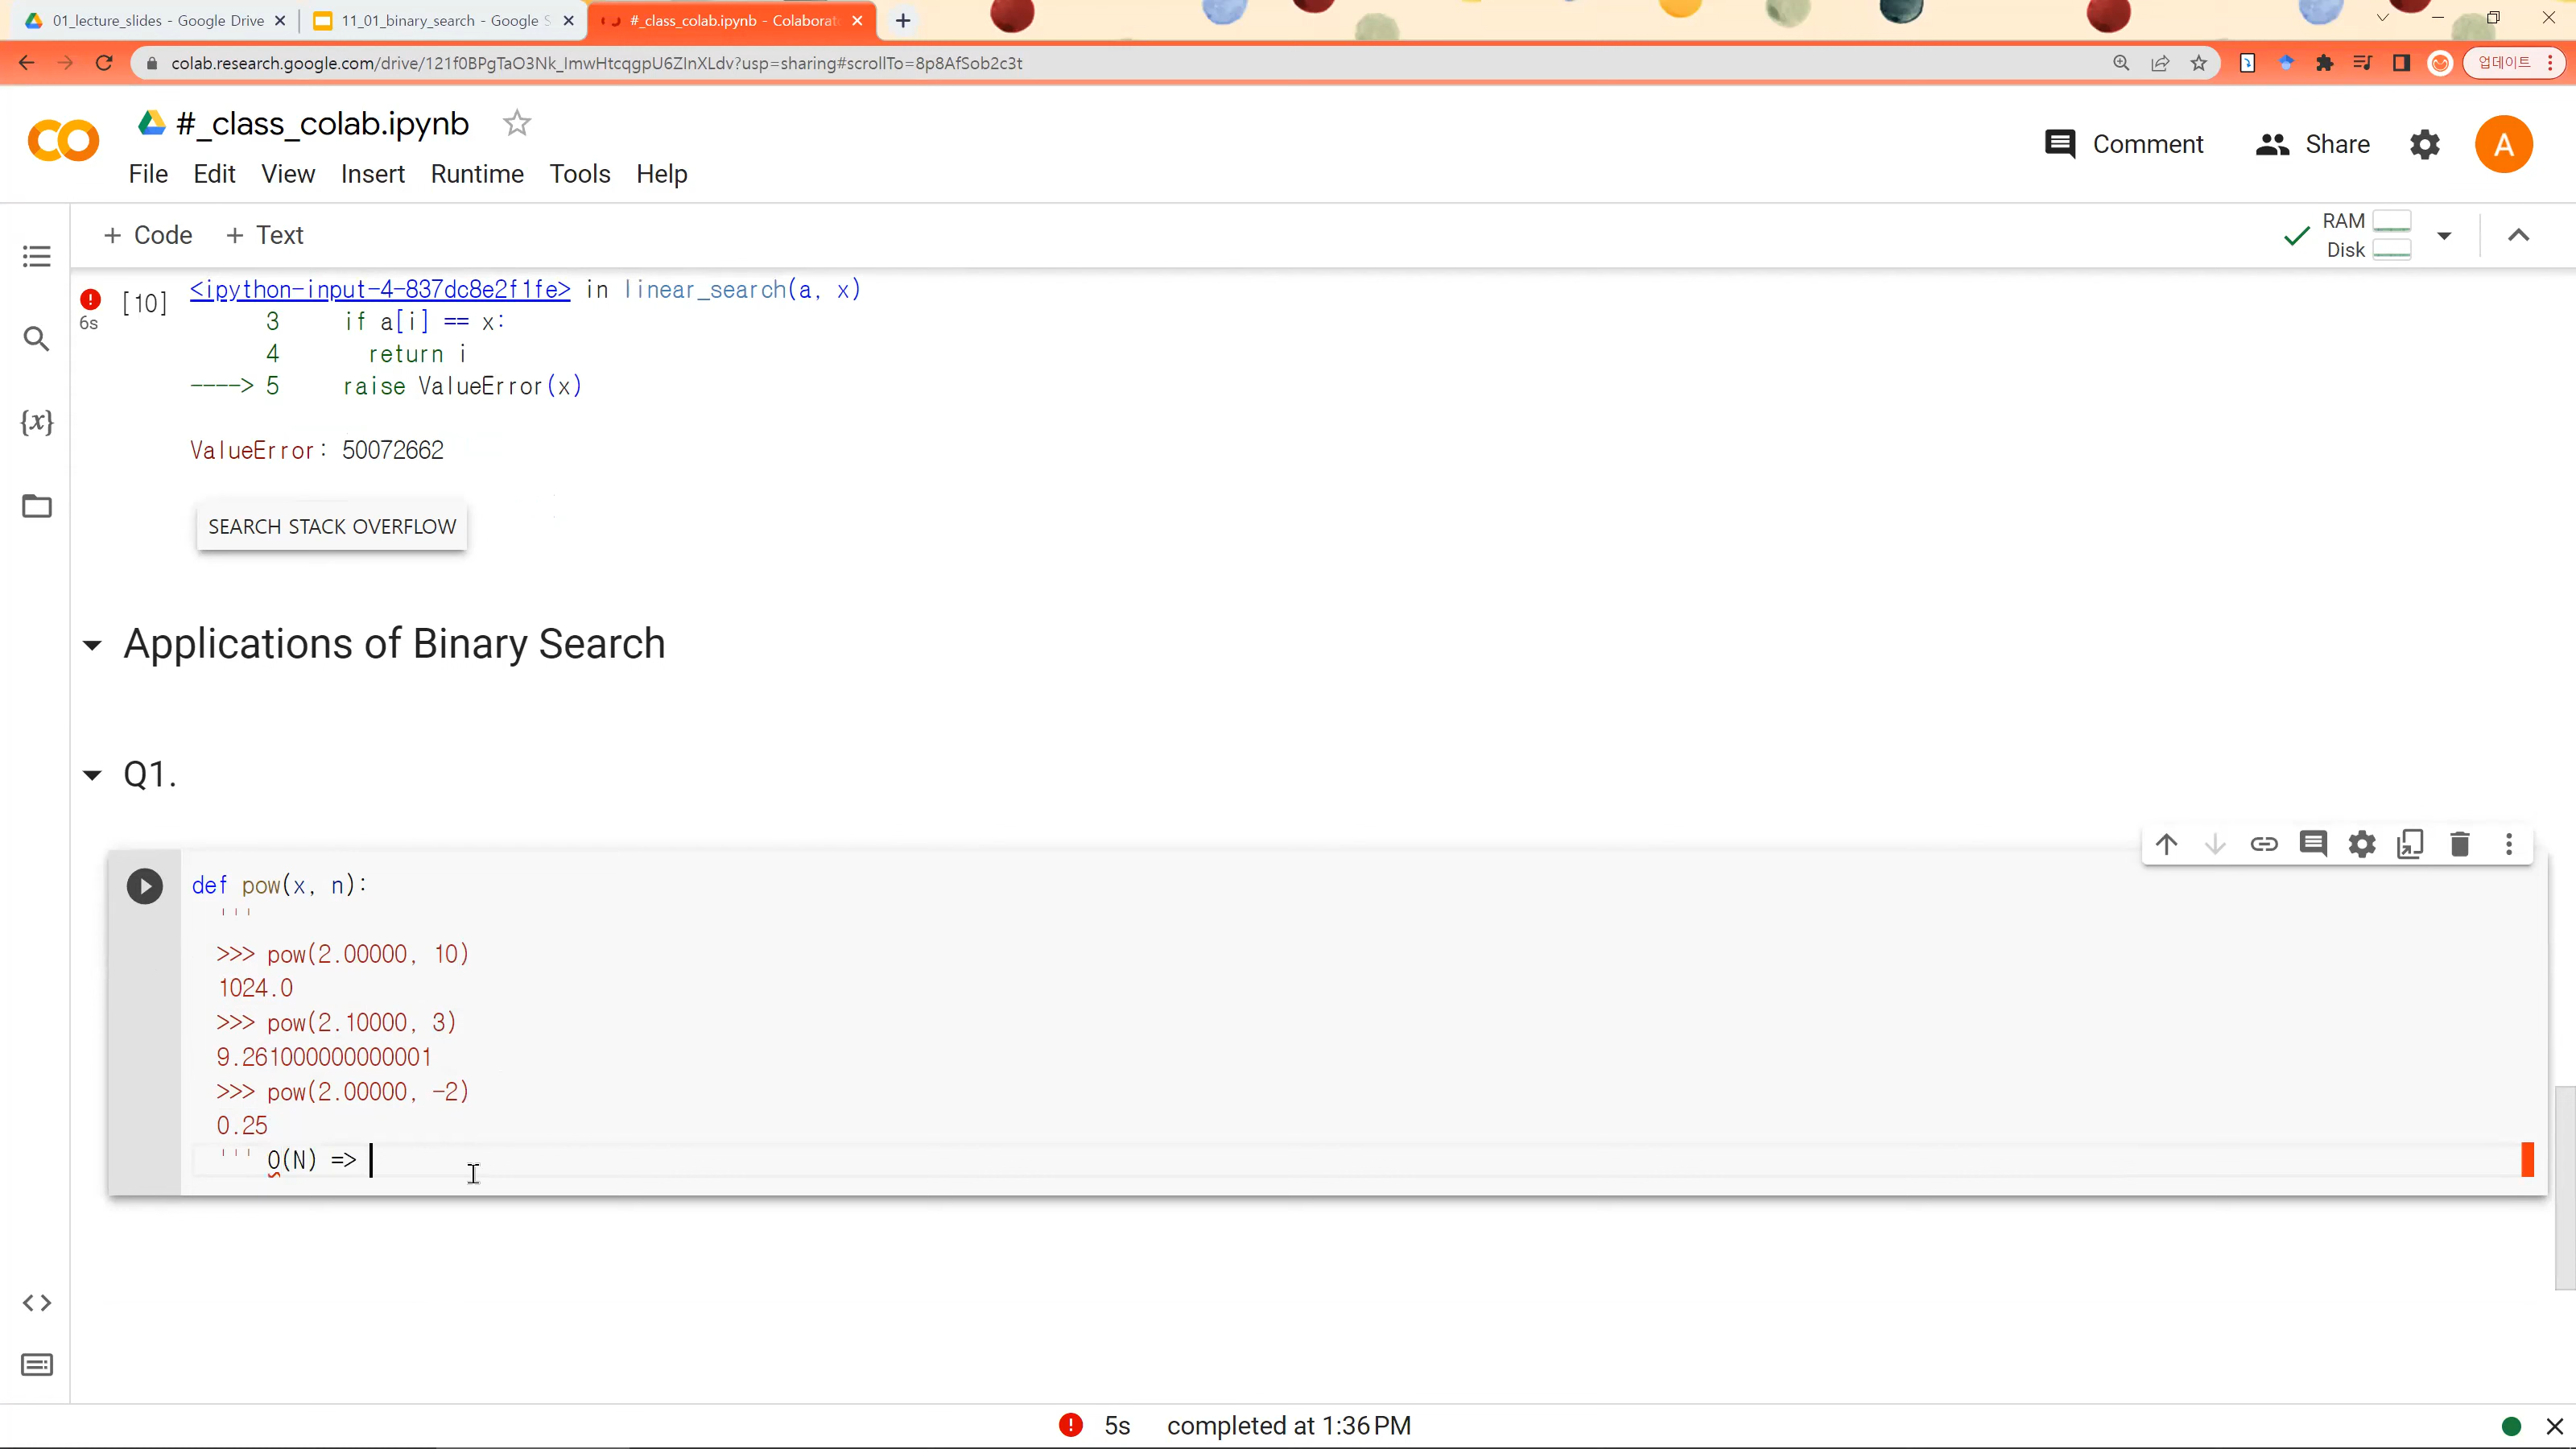 01_lecture_slides - Google Drive
11_01_binary_search - Google S
#_class_colab.ipynb - Colaborat
colab.research.google.com/drive/121f0BPgTaO3Nk_ImwHtcqgpU6ZInXLdv?usp=sharing#scrollTo=8p8AfSob2c3t
업데이트
#_class_colab.ipynb
Comment
Share
A
File Edit View Insert Runtime Tools Help
+ Code + Text
RAM
Disk
[10] <ipython-input-4-837dc8e2f1fe> in linear_search(a, x)
6s
3 if a[i] == x:
4 return i
----> 5 raise ValueError(x)
ValueError: 50072662
SEARCH STACK OVERFLOW
Applications of Binary Search
Q1.
def pow(x, n):
'''
>>> pow(2.00000, 10)
1024.0
>>> pow(2.10000, 3)
9.261000000000001
>>> pow(2.00000, -2)
0.25
''' O(N) =>
5s completed at 1:36 PM